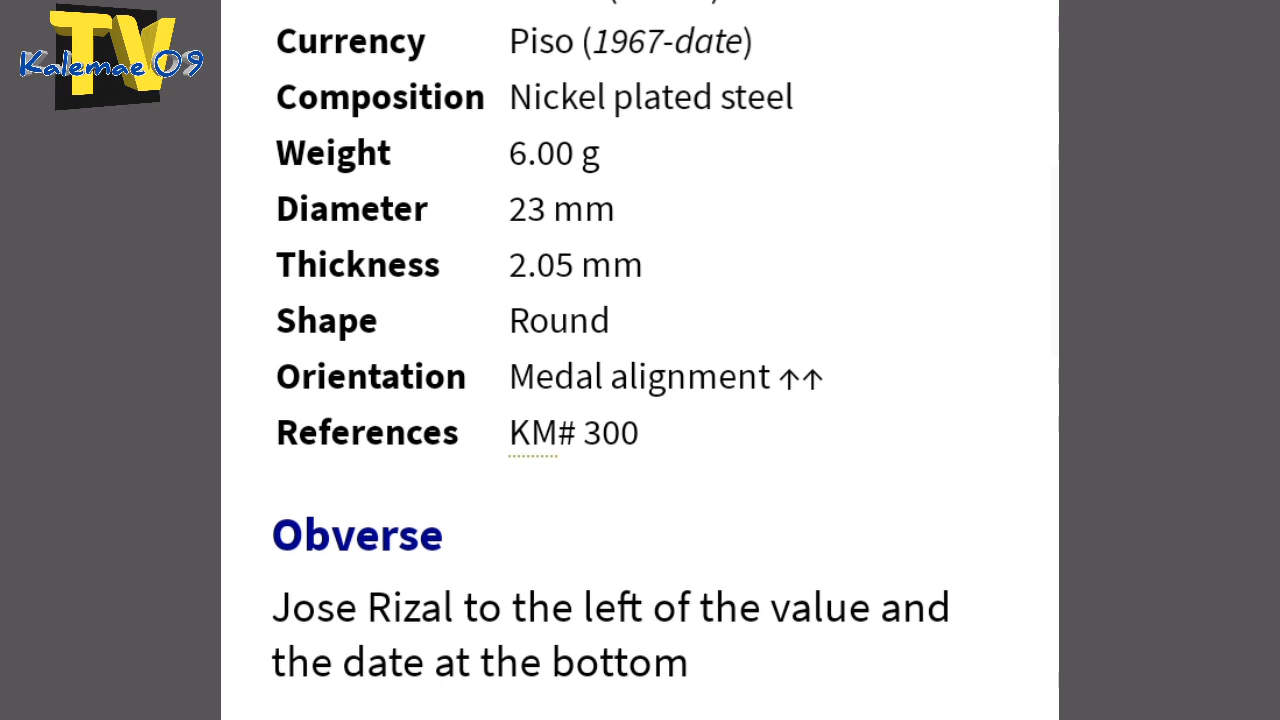 TV
Kalemae 09
Currency Piso (1967-date)
Composition Nickel plated steel
Weight 6.00 g
Diameter 23 mm
Thickness 2.05 mm
Shape Round
Orientation Medal alignment ↑↑
References KM# 300
Obverse
Jose Rizal to the left of the value and
the date at the bottom